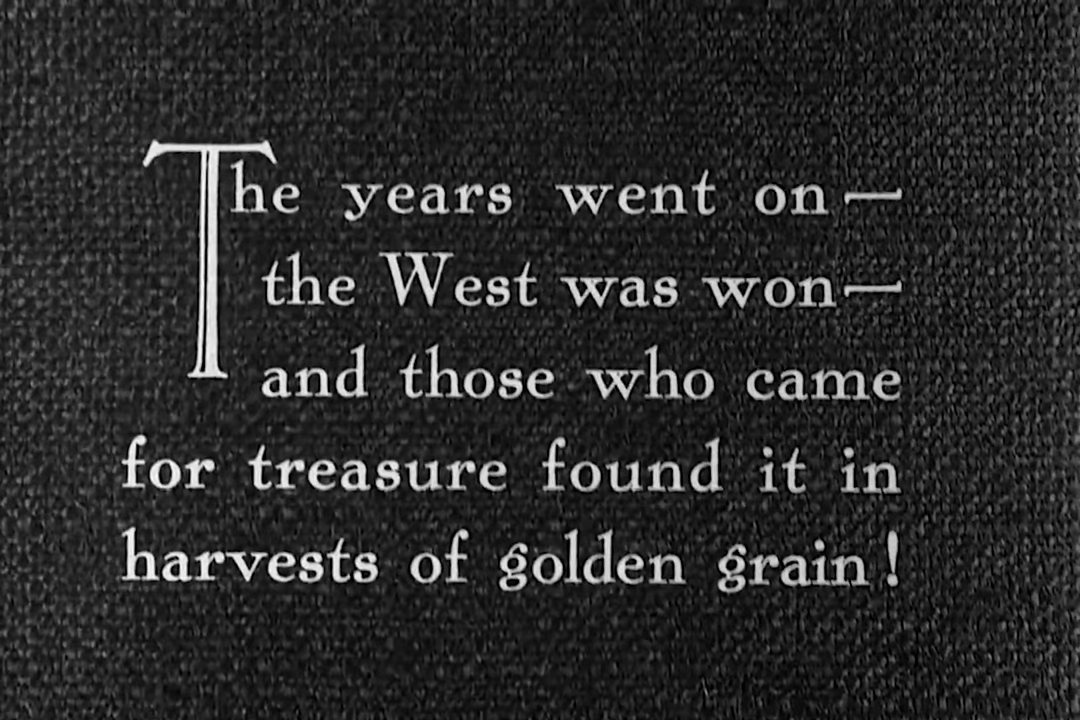 The years went on—
the West was won—
and those who came
for treasure found it in
harvests of golden grain!